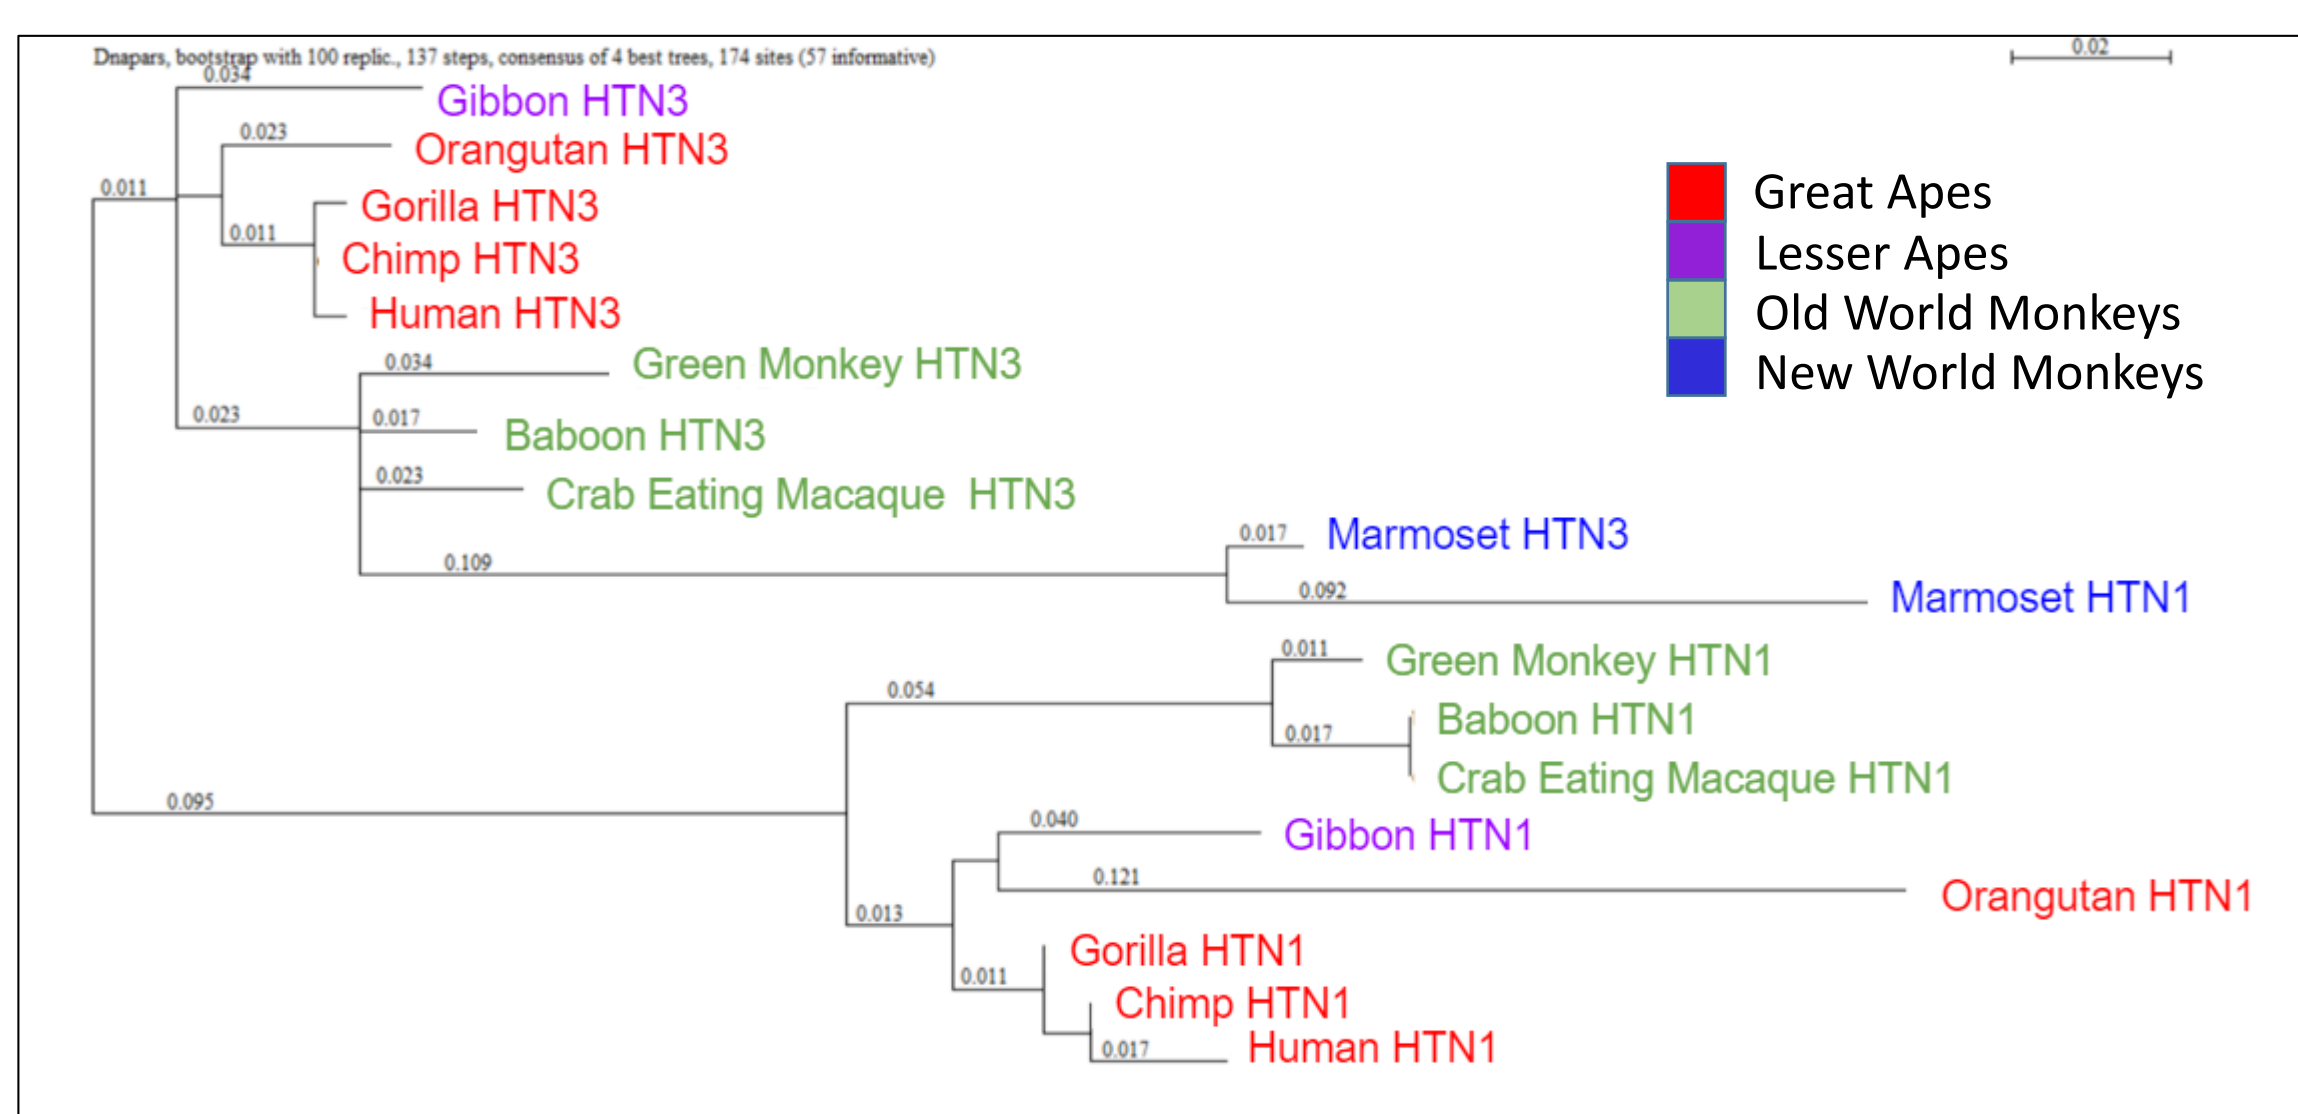 Dnapars, bootstrap with 100 replic., 137 steps, consensus of 4 best trees, 174 sites (57 informative)
0.02
0.034
Gibbon HTN3
0.023
Orangutan HTN3
0.011
Gorilla HTN3
0.011
Chimp HTN3
Human HTN3
Great Apes
Lesser Apes
Old World Monkeys
New World Monkeys
0.034
Green Monkey HTN3
0.023
0.017
Baboon HTN3
0.023
Crab Eating Macaque  HTN3
0.017
Marmoset HTN3
0.109
0.092
Marmoset HTN1
0.011
Green Monkey HTN1
0.054
0.017
Baboon HTN1
Crab Eating Macaque HTN1
0.095
0.040
Gibbon HTN1
0.121
Orangutan HTN1
0.013
Gorilla HTN1
0.011
Chimp HTN1
0.017
Human HTN1